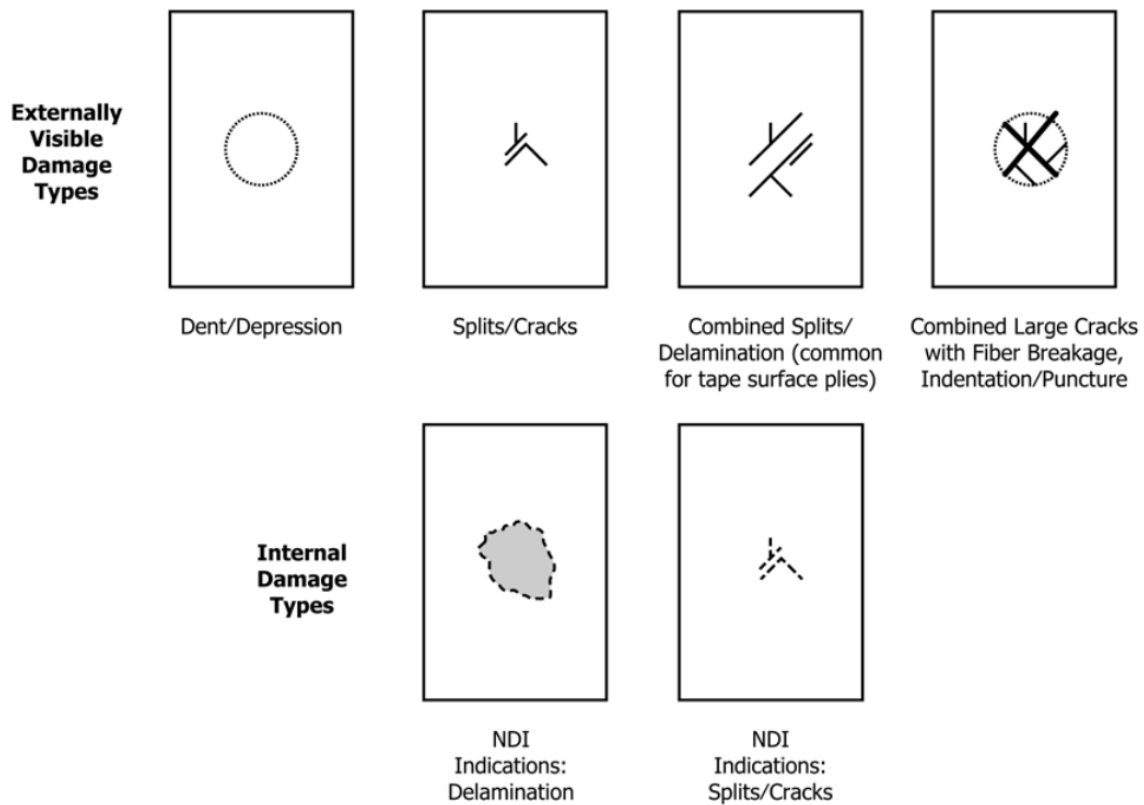 Externally
Visible
Damage
Types
Dent/Depression
Splits/Cracks
Combined Splits/
Delamination (common
for tape surface plies)
Combined Large Cracks
with Fiber Breakage,
Indentation/Puncture
Internal
Damage
Types
NDI
Indications:
Delamination
NDI
Indications:
Splits/Cracks